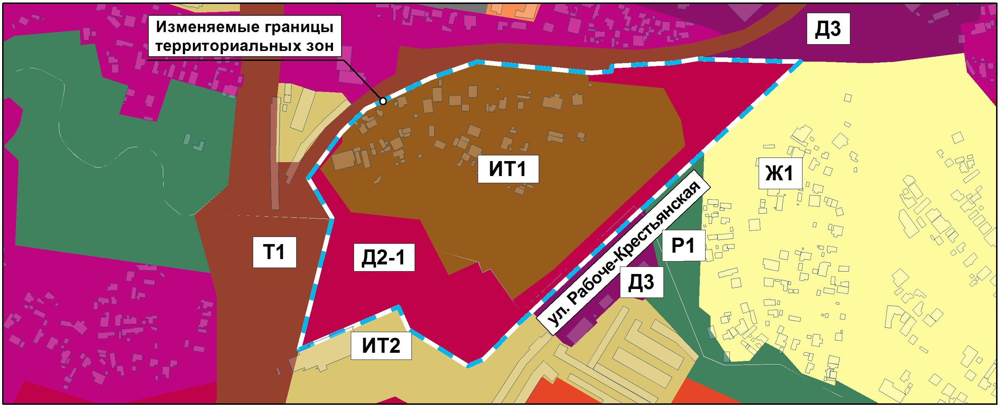 Изменяемые границы
территориальных зон
Д3
ИТ1
Ж1
ул. Рабоче-Крестьянская
Р1
Т1
Д2-1
Д3
ИТ2